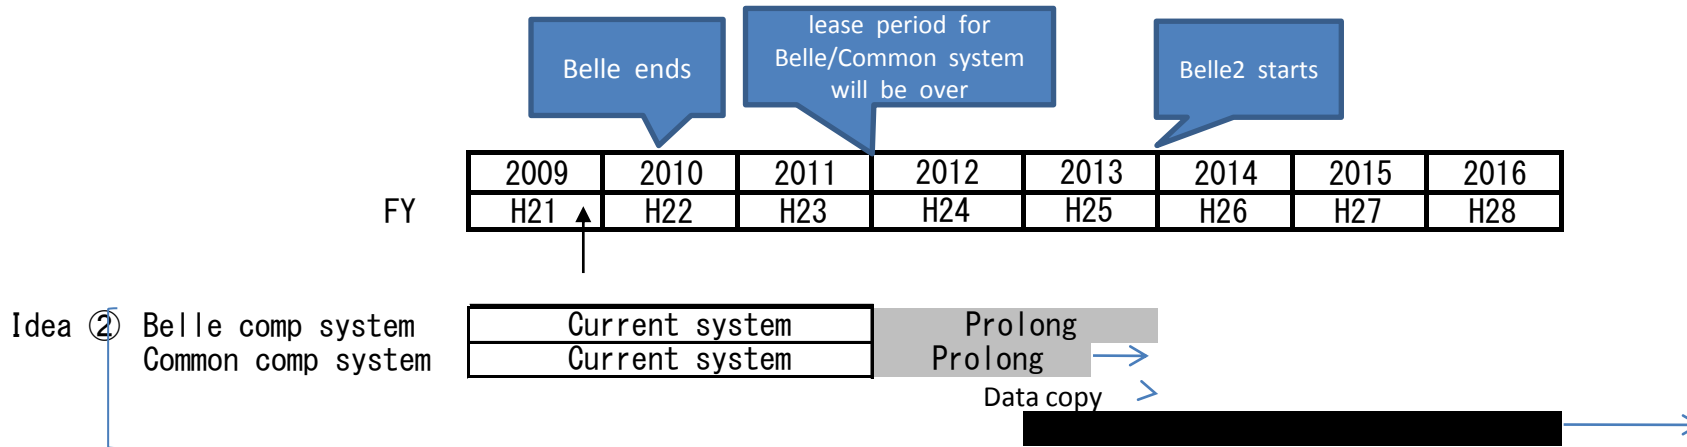 lease period for
Belle/Common system
will be over
Belle ends
Belle2 starts
2009 2010 2011 2012 2013 2014 2015 2016
FY H21 H22 H23 H24 H25 H26 H27 H28
Idea ② Belle comp system Current system Prolong
Common comp system Current system Prolong
Data copy